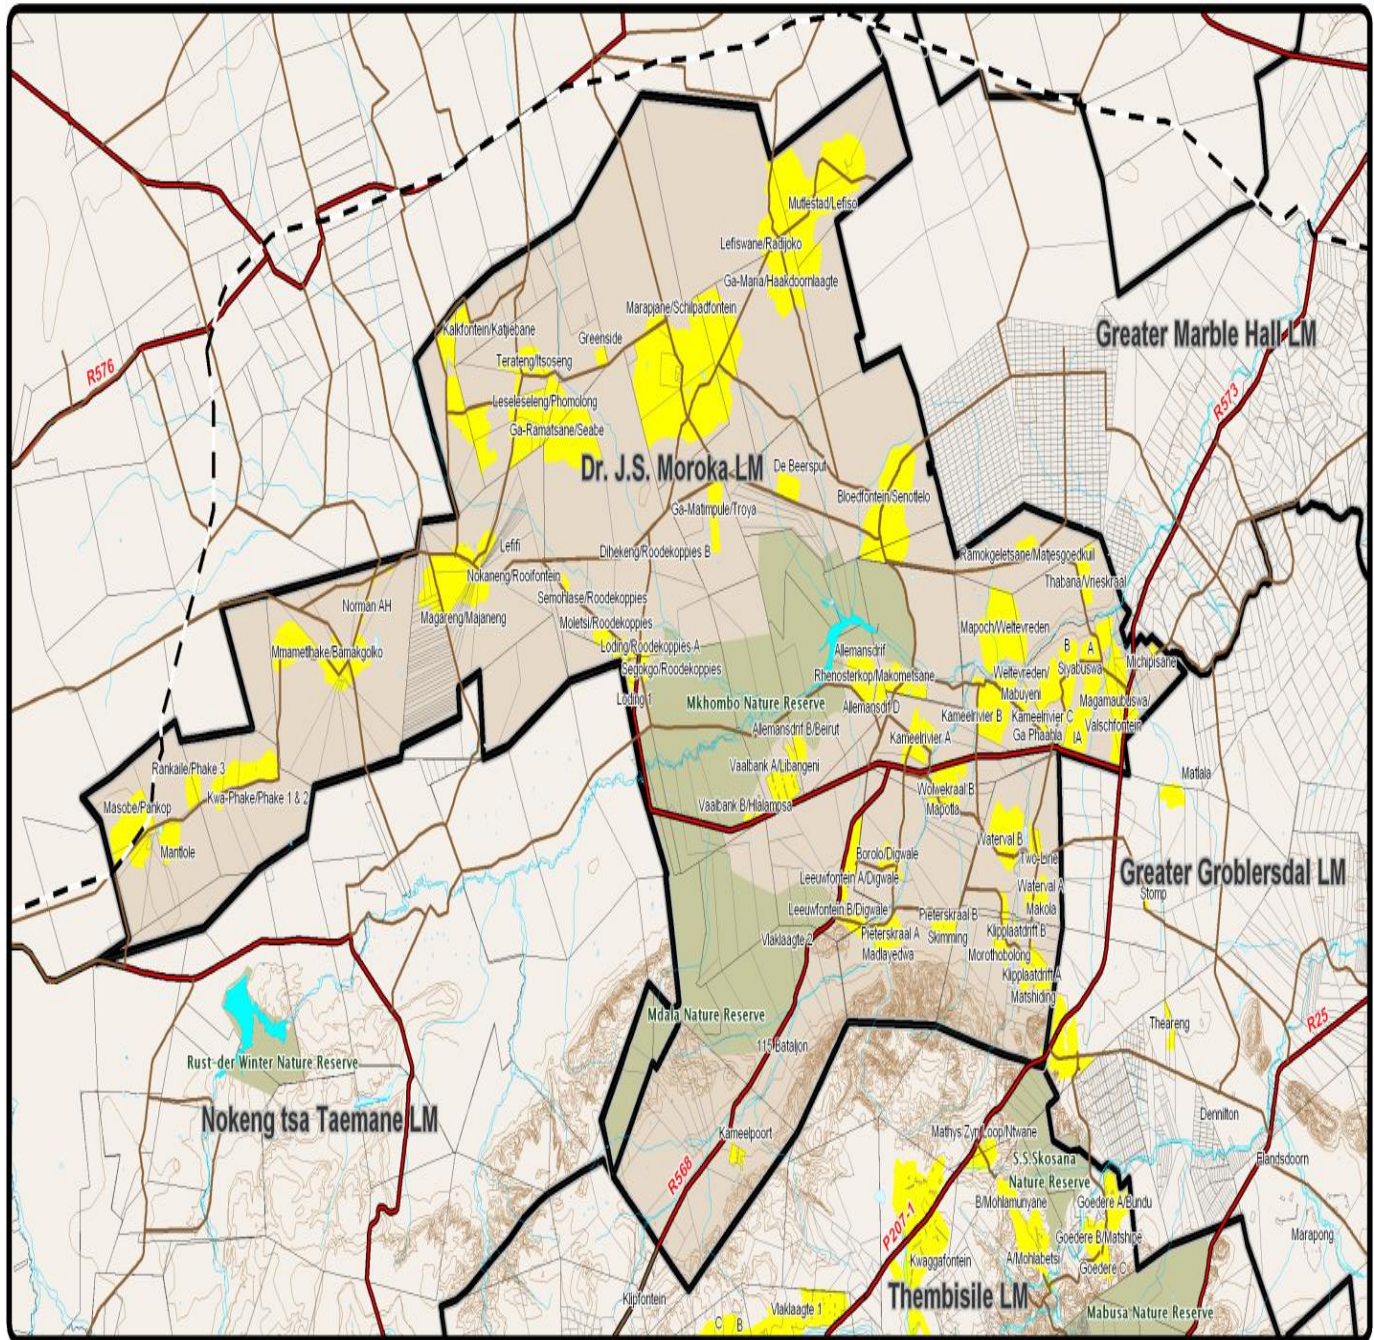 Mutlestad/Lefiso
Lefiswane/Radijoko
Ga-Maria/Haakdoornlaagte
Marapjane/Schilpadfontein
Kalkfontein/Katjiebane
Greenside
Greater Marble Hall LM
Terateng/Itsoseng
R576
Leseleseleng/Phomolong
R573
Ga-Ramatsane/Seabe
Dr. J.S. Moroka LM
De Beersput
Bloedfontein/Senotlelo
Ga-Matimpule/Troya
Lefifi
Dihekeng/Roodekoppies B
Ramokgeletsane/Matjesgoedkuil
Nokaneng/Rooifontein
Thabana/Vrieskraal
Semohlase/Roodekoppies
Norman AH
Magareng/Majaneng
Moletsi/Roodekoppies
Mapoch/Weltevreden
Mmametlhake/Bamakgolko
Loding/Roodekoppies A
Allemansdrif
B
A
Segokgo/Roodekoppies
Siyabuswa
Michipisane
Rhenosterkop/Makometsane
Weltevreden/
Mabuyeni
Loding 1
Mkhombo Nature Reserve
Allemansdrif D
Magamaubuswa/
Valschfontein
Kameelrivier B
Kameelrivier C
Allemansdrif B/Beirut
Ga Phaahla
IA
Kameelrivier A
Rankaile/Phake 3
Vaalbank A/Libangeni
Matlala
Kwa-Phake/Phake 1 & 2
Wolwekraal B
Masobe/Pankop
Vaalbank B/Hlalampsa
Mapotla
Mantlole
Waterval B
Borolo/Digwale
Two-Line
Leeuwfontein A/Digwale
Greater Groblersdal LM
Waterval A
Stomp
Leeuwfontein B/Digwale
Pieterskraal B
Makola
Skimming
Klipplaatdrift B
Vlaklaagte 2
Pieterskraal A
Madlayedwa
Morothobolong
Klipplaatdrift A
Matshiding
Mdala Nature Reserve
Theareng
R25
115 Bataljon
Rust-der Winter Nature Reserve
Nokeng tsa Taemane LM
Dennilton
Kameelpoort
Mathys Zyn Loop/Ntwane
S.S.Skosana
Nature Reserve
Elandsdoorn
R568
B/Mohlamunyane
Goedere A/Bundu
P207-1
Goedere B/Matshipe
Marapong
Kwaggafontein
A/Mohlabetsi
Goedere C
Klipfontein
Thembisile LM
Vlaklaagte 1
Mabusa Nature Reserve
C
B